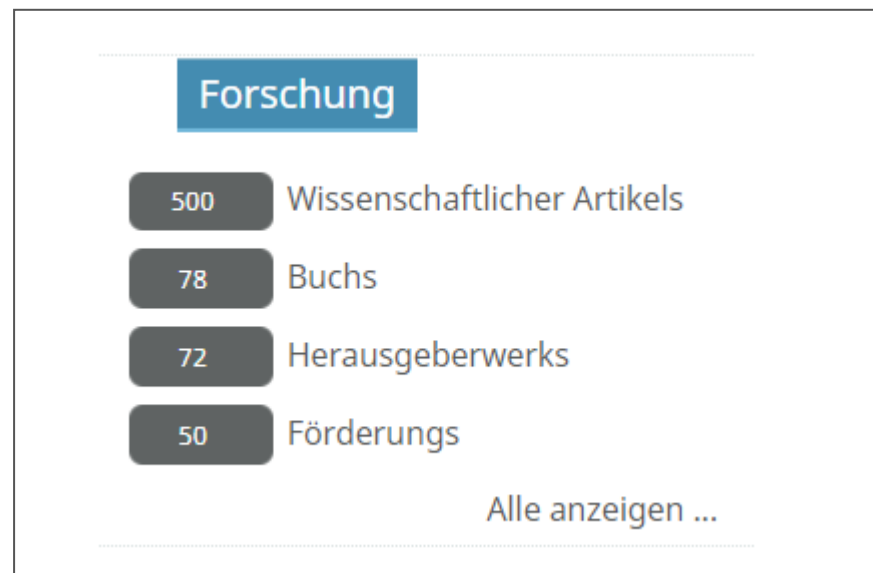 Forschung
500 Wissenschaftlicher Artikels
78 Buchs
72 Herausgeberwerks
50 Förderungs
Alle anzeigen ...